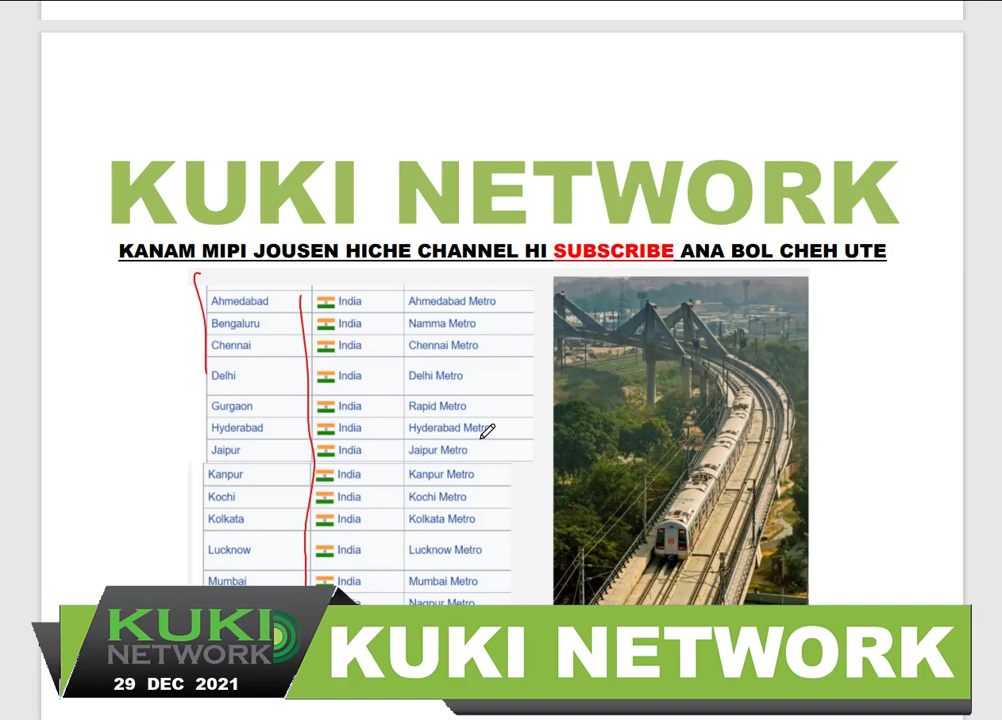 KUKI NETWORK
KANAM MIPI JOUSEN HICHE CHANNEL HI SUBSCRIBE ANA BOL CHEH UTE
Ahmedabad India Ahmedabad Metro
Bengaluru India Namma Metro
Chennai India Chennai Metro
Delhi India Delhi Metro
Gurgaon India Rapid Metro
Hyderabad India Hyderabad Metro
Jaipur India Jaipur Metro
Kanpur India Kanpur Metro
Kochi India Kochi Metro
Kolkata India Kolkata Metro
Lucknow India Lucknow Metro
Mumbai India Mumbai Metro
Nagpur Metro
KUKI
NETWORK
29 DEC 2021
KUKI NETWORK